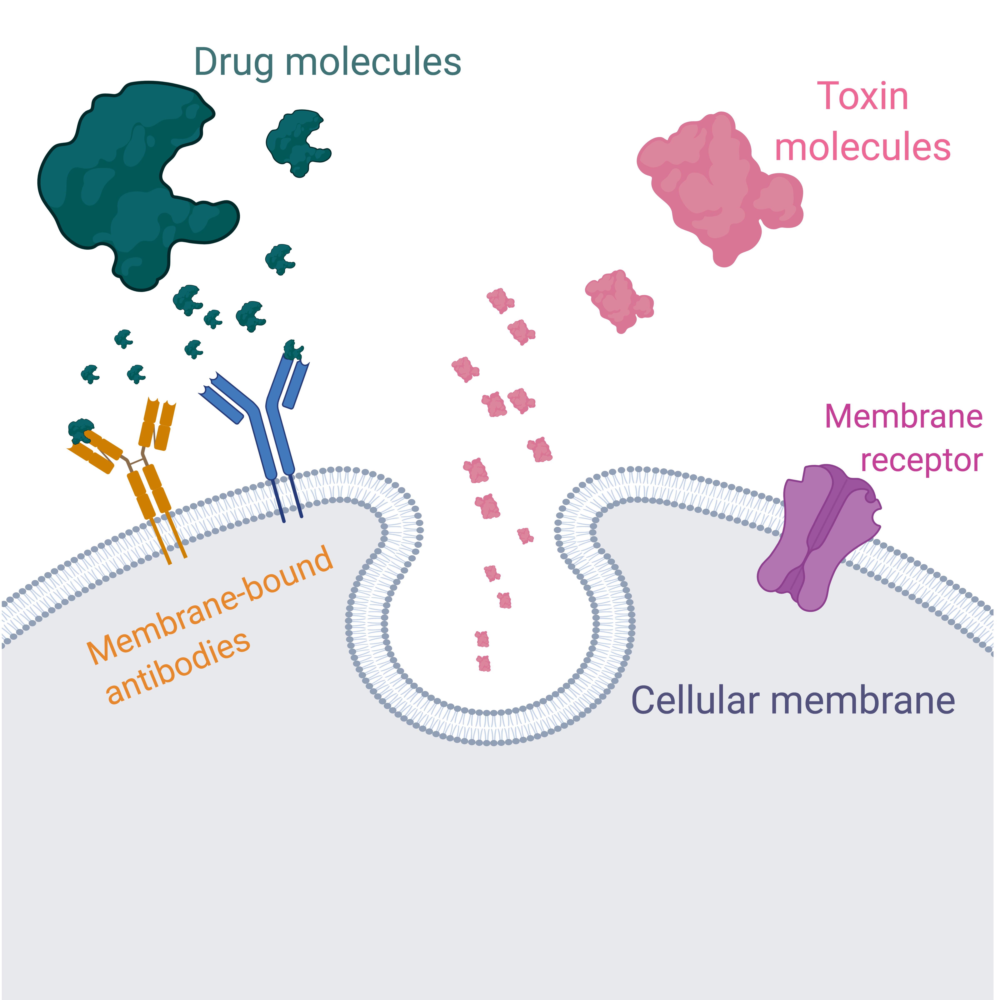 Drug molecules
Toxin
molecules
Membrane
receptor
Membrane-bound
antibodies
Cellular membrane